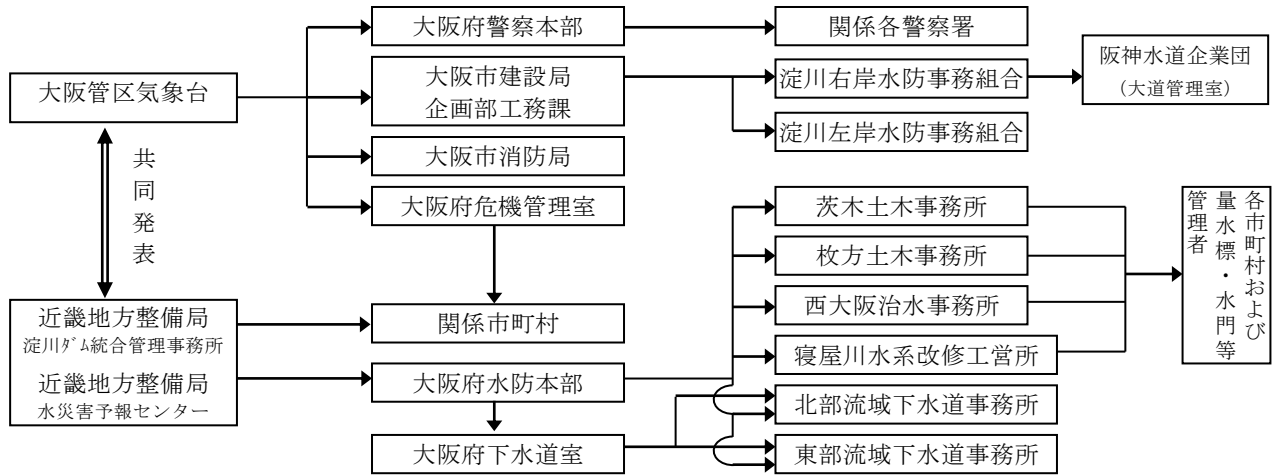 大阪管区気象台
共同発表
近畿地方整備局
淀川ﾀﾞﾑ統合管理事務所
近畿地方整備局
水災害予報センター
大阪府警察本部
大阪市建設局
企画部工務課
大阪市消防局
大阪府危機管理室
関係市町村
大阪府水防本部
大阪府下水道室
関係各警察署
淀川右岸水防事務組合
淀川左岸水防事務組合
阪神水道企業団
（大道管理室）
茨木土木事務所
枚方土木事務所
西大阪治水事務所
寝屋川水系改修工営所
北部流域下水道事務所
東部流域下水道事務所
各市町村および
量水標・水門等
管理者